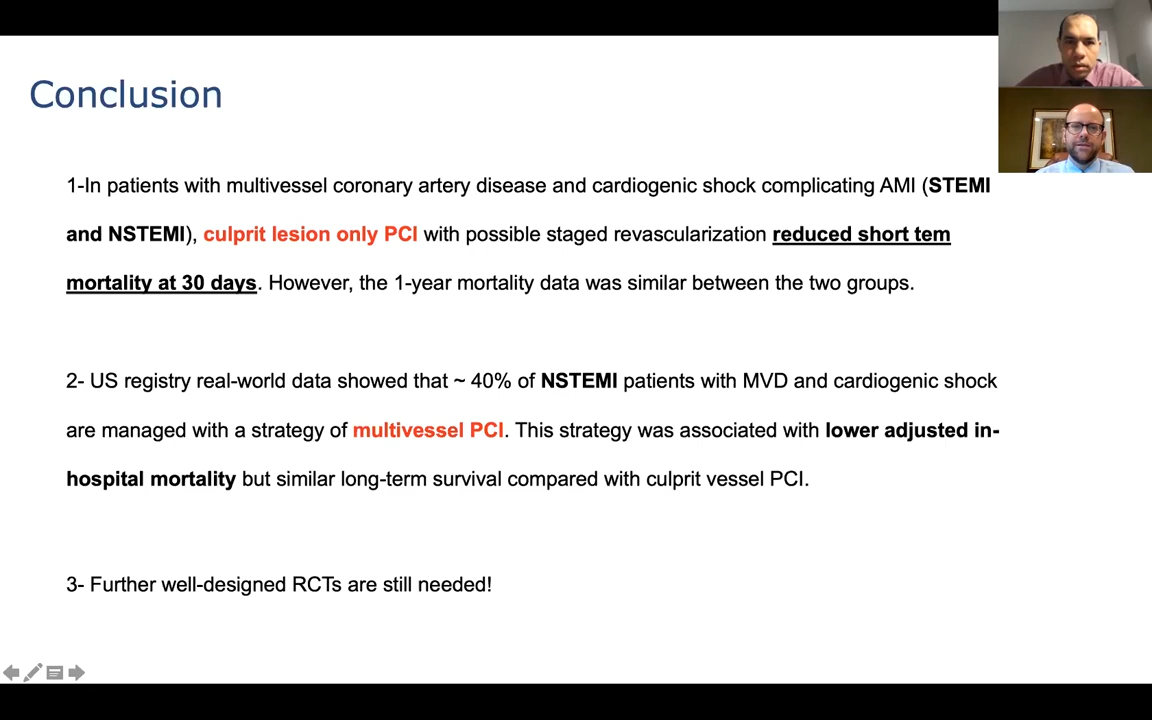 Conclusion
1-In patients with multivessel coronary artery disease and cardiogenic shock complicating AMI (STEMI
and NSTEMI), culprit lesion only PCI with possible staged revascularization reduced short tem
mortality at 30 days. However, the 1-year mortality data was similar between the two groups.
2- US registry real-world data showed that ~ 40% of NSTEMI patients with MVD and cardiogenic shock
are managed with a strategy of multivessel PCI. This strategy was associated with lower adjusted in-
hospital mortality but similar long-term survival compared with culprit vessel PCI.
3- Further well-designed RCTs are still needed!